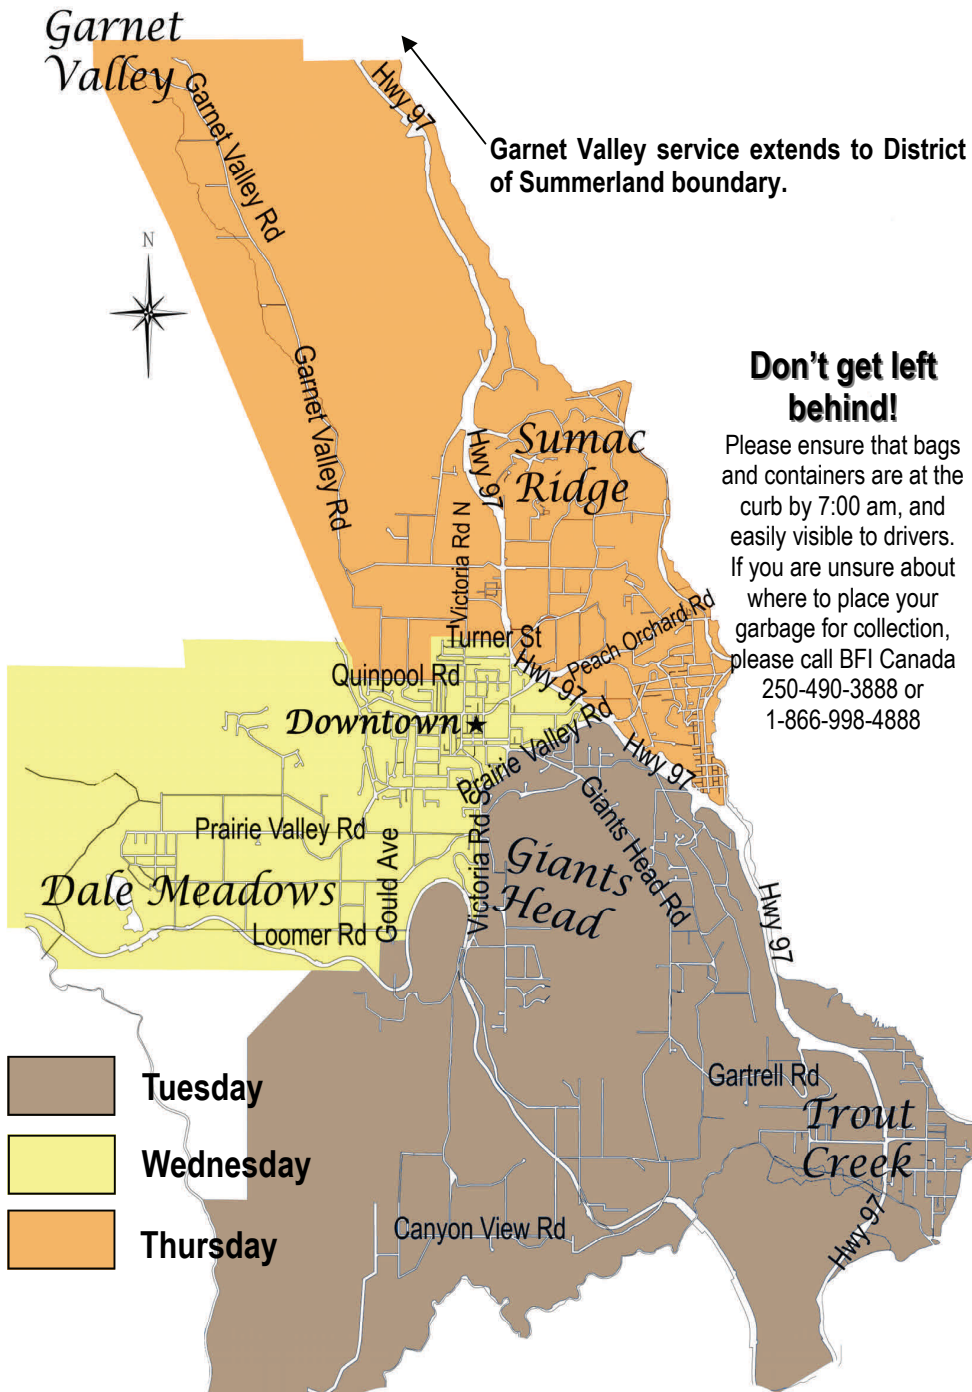 Garnet
Valley
Hwy 97
Garnet Valley Rd
Garnet Valley service extends to District
of Summerland boundary.
N
Garnet Valley Rd
Don't get left
behind!
Please ensure that bags
and containers are at the
curb by 7:00 am, and
easily visible to drivers.
If you are unsure about
where to place your
garbage for collection,
please call BFI Canada
250-490-3888 or
1-866-998-4888
Hwy 97
Sumac
Ridge
Victoria Rd N
Turner St
Peach Orchard Rd
Quinpool Rd
Hwy 97
Downtown
Prairie Valley Rd
Hwy 97
Giants Head Rd
Prairie Valley Rd
Gould Ave
Victoria Rd S
Giants
Head
Dale Meadows
Loomer Rd
Hwy 97
Tuesday
Wednesday
Thursday
Gartrell Rd
Trout
Creek
Canyon View Rd
Hwy 97